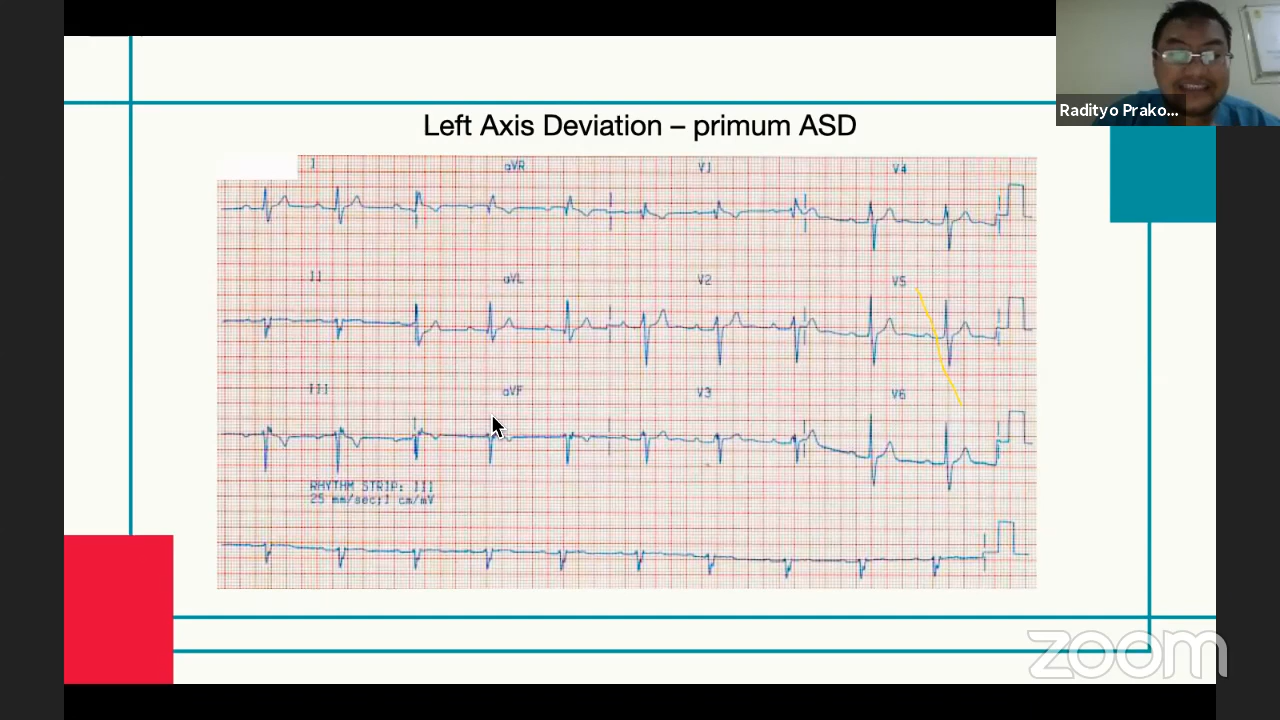 Radityo Prako...
Left Axis Deviation – primum ASD
I aVR V1 V4
II aVL V2 V5
III aVF V3 V6
RHYTHM STRIP: III
25 mm/sec;1 cm/mV
zoom